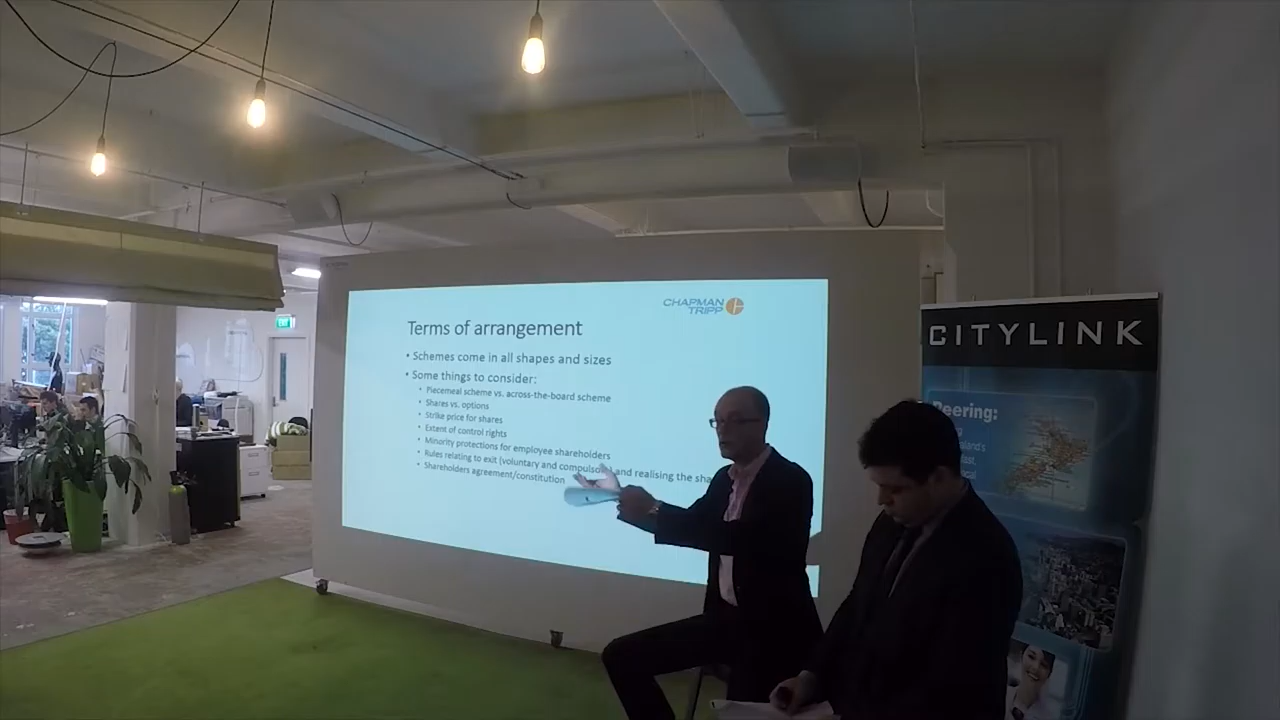 CHAPMAN
TRIPP
Terms of arrangement
• Schemes come in all shapes and sizes
• Some things to consider:
• Piecemeal scheme vs. across-the-board scheme
• Shares vs. options
• Strike price for shares
• Extent of control rights
• Minority protections for employee shareholders
• Rules relating to exit (voluntary and compulsory) and realising the sha
• Shareholders agreement/constitution
CITYLINK
Peering:
EXIT